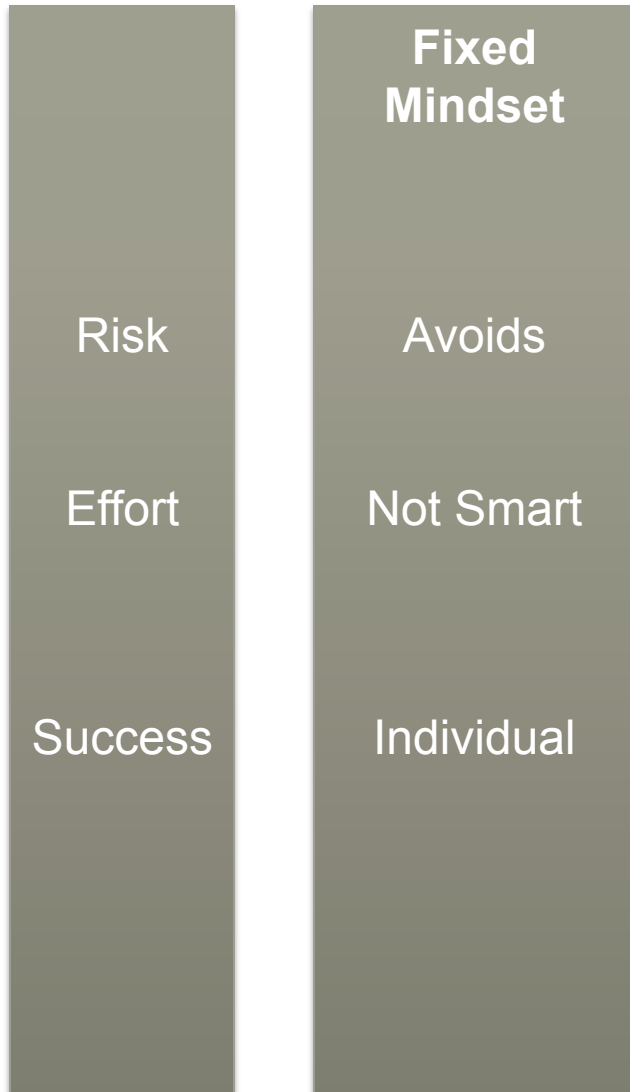 Fixed
Mindset
Risk
Avoids
Effort
Not Smart
Success
Individual